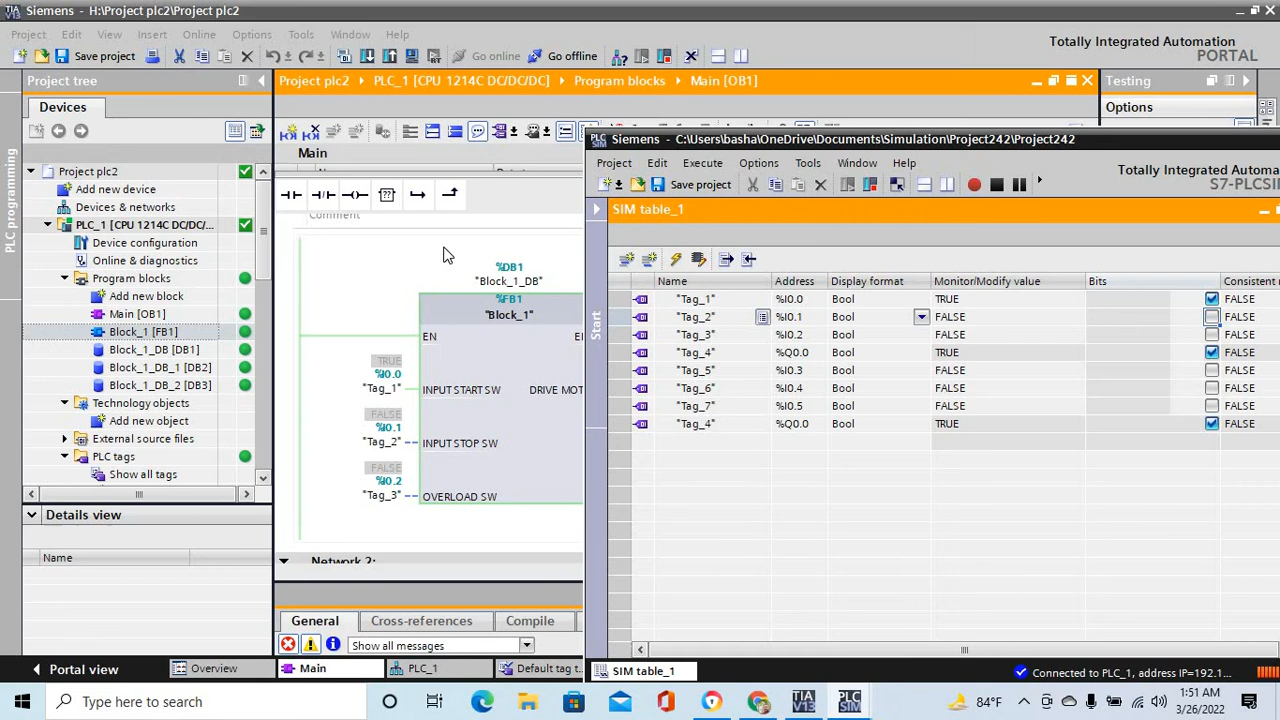 Siemens - H:\Project plc2\Project plc2
TIA V13
Project Edit View Insert Online Options Tools Window Help
Totally Integrated Automation
PORTAL
Save project Go online Go offline
Project tree
Project plc2 PLC_1 [CPU 1214C DC/DC/DC] Program blocks Main [OB1]
Testing
Devices
Options
PLC programming
Main
Comment
Project plc2
Add new device
Devices & networks
PLC_1 [CPU 1214C DC/DC/
Device configuration
Online & diagnostics
Program blocks
Add new block
Main [OB1]
Block_1 [FB1]
Block_1_DB [DB1]
Block_1_DB_1 [DB2]
Block_1_DB_2 [DB3]
Technology objects
Add new object
External source files
PLC tags
Show all tags
Details view
Name
??
%DB1
"Block_1_DB"
%FB1
"Block_1"
EN
TRUE
%I0.0
"Tag_1" INPUT START SW DRIVE MOT
FALSE
%I0.1
"Tag_2" INPUT STOP SW
FALSE
%I0.2
"Tag_3" OVERLOAD SW
Network 2:
General Cross-references Compile
Show all messages
Portal view Overview Main PLC_1 Default tag t...
PLC SIM
Siemens - C:\Users\basha\OneDrive\Documents\Simulation\Project242\Project242
Project Edit Execute Options Tools Window Help
Totally Integrated Automation
Save project
S7-PLCSIM
SIM table_1
Start
Name Address Display format Monitor/Modify value Bits Consistent
"Tag_1" %I0.0 Bool TRUE FALSE
"Tag_2" %I0.1 Bool FALSE FALSE
"Tag_3" %I0.2 Bool FALSE FALSE
"Tag_4" %Q0.0 Bool TRUE FALSE
"Tag_5" %I0.3 Bool FALSE FALSE
"Tag_6" %I0.4 Bool FALSE FALSE
"Tag_7" %I0.5 Bool FALSE FALSE
"Tag_4" %Q0.0 Bool TRUE FALSE
SIM table_1
Connected to PLC_1, address IP=192.1...
Type here to search
TIA V13
PLC SIM
84°F
1:51 AM
3/26/2022